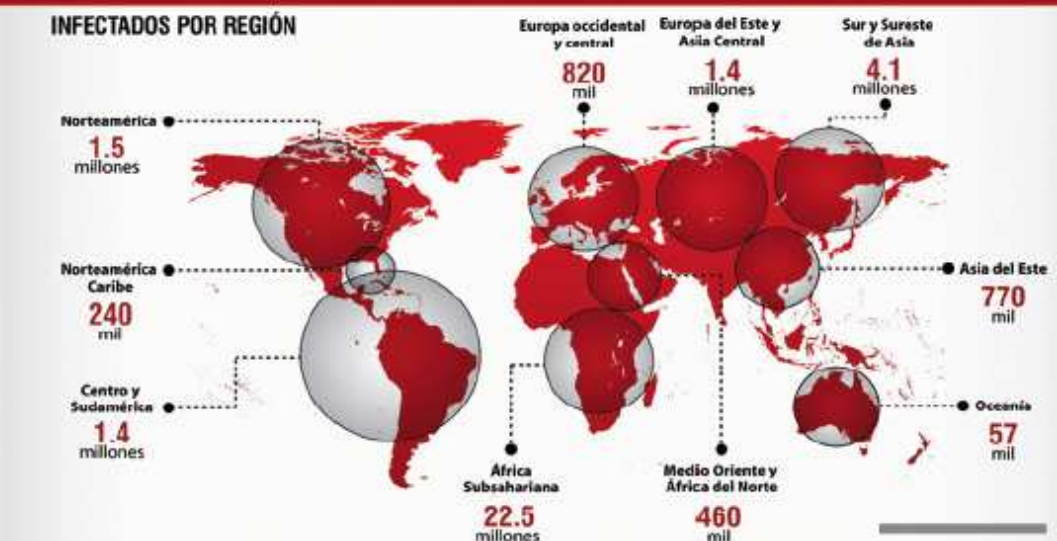 INFECTADOS POR REGIÓN
Europa occidental
y central
820
mil
Europa del Este y
Asia Central
1.4
millones
Sur y Sureste
de Asia
4.1
millones
Norteamérica
1.5
millones
Norteamérica
Caribe
240
mil
Asia del Este
770
mil
Centro y
Sudamérica
1.4
millones
Oceanía
57
mil
África
Subsahariana
22.5
millones
Medio Oriente y
África del Norte
460
mil